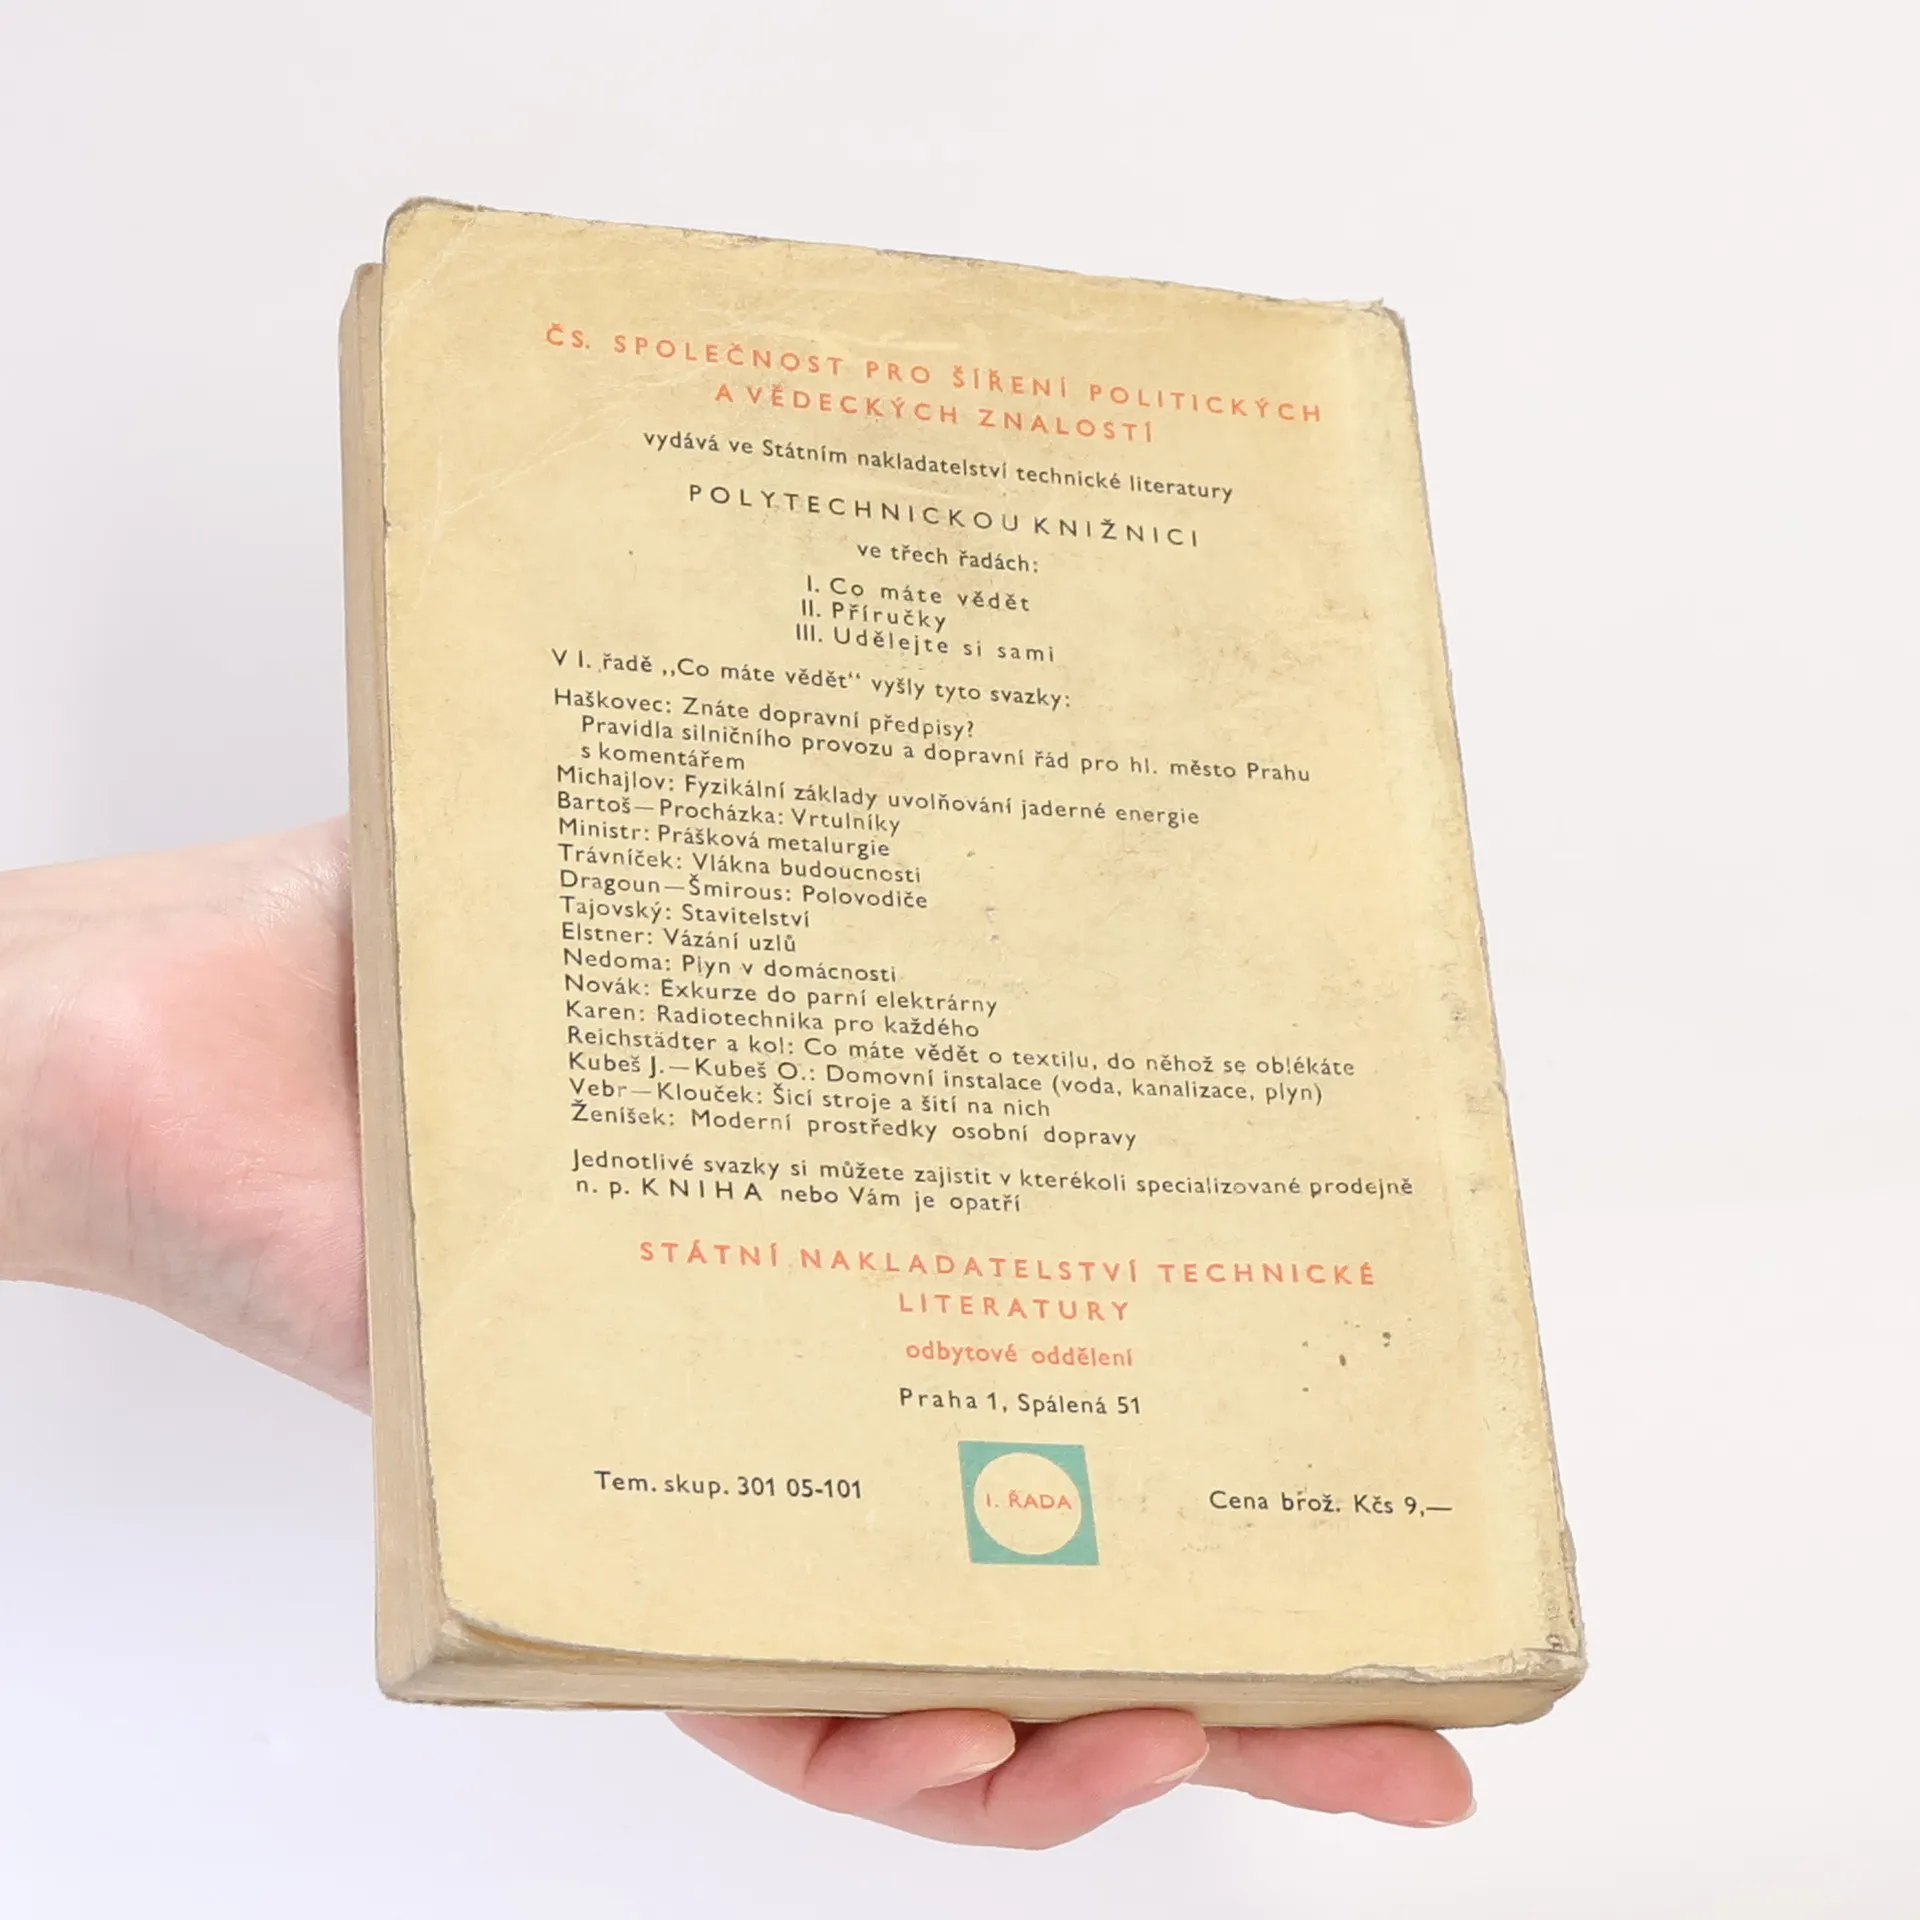 ČS. SPOLEČNOST PRO ŠÍŘENÍ POLITICKÝCH
A VĚDECKÝCH ZNALOSTÍ
vydává ve Státním nakladatelství technické literatury
POLYTECHNICKOU KNIŽNICI
ve třech řadách:
I. Co máte vědět
II. Příručky
III. Udělejte si sami
V I. řadě „Co máte vědět“ vyšly tyto svazky:
Haškovec: Znáte dopravní předpisy?
Pravidla silničního provozu a dopravní řád pro hl. město Prahu
s komentářem
Michajlov: Fyzikální základy uvolňování jaderné energie
Bartoš—Procházka: Vrtulníky
Ministr: Prášková metalurgie
Trávníček: Vlákna budoucnosti
Dragoun—Šmirous: Polovodiče
Tajovský: Stavitelství
Elstner: Vázání uzlů
Nedoma: Plyn v domácnosti
Novák: Exkurze do parní elektrárny
Karen: Radiotechnika pro každého
Reichstädter a kol: Co máte vědět o textilu, do něhož se oblékáte
Kubeš J.—Kubeš O.: Domovní instalace (voda, kanalizace, plyn)
Vebr—Klouček: Šicí stroje a šití na nich
Ženíšek: Moderní prostředky osobní dopravy
Jednotlivé svazky si můžete zajistit v kterékoli specializované prodejně
n. p. KNIHA nebo Vám je opatří
STÁTNÍ NAKLADATELSTVÍ TECHNICKÉ
LITERATURY
odbytové oddělení
Praha 1, Spálená 51
Tem. skup. 301 05-101
I. ŘADA
Cena brož. Kčs 9,—